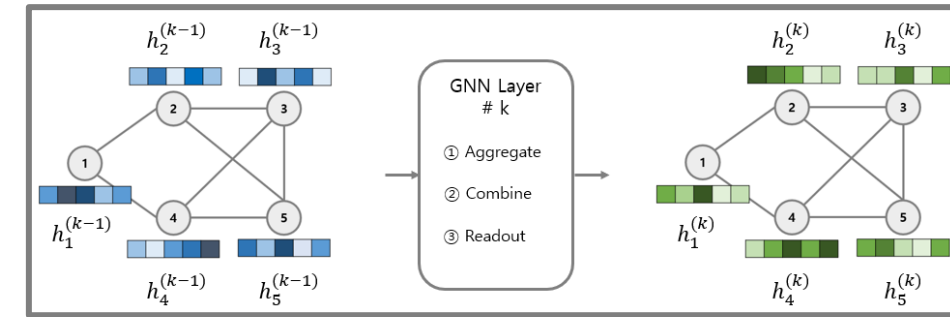 h_2^{(k-1)} h_3^{(k-1)}
2 3
1
h_1^{(k-1)}
4 5
h_4^{(k-1)} h_5^{(k-1)}
GNN Layer
# k
① Aggregate
② Combine
③ Readout
h_2^{(k)} h_3^{(k)}
2 3
1
h_1^{(k)}
4 5
h_4^{(k)} h_5^{(k)}